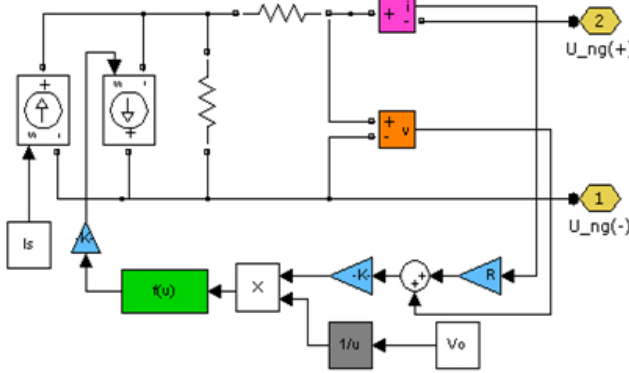 + i
-
2
U_ng(+)
+
s -
s -
+
+ v
-
1
U_ng(-)
Is
-K-
f(u)
×
-K-
+
+
R
1/u
Vo